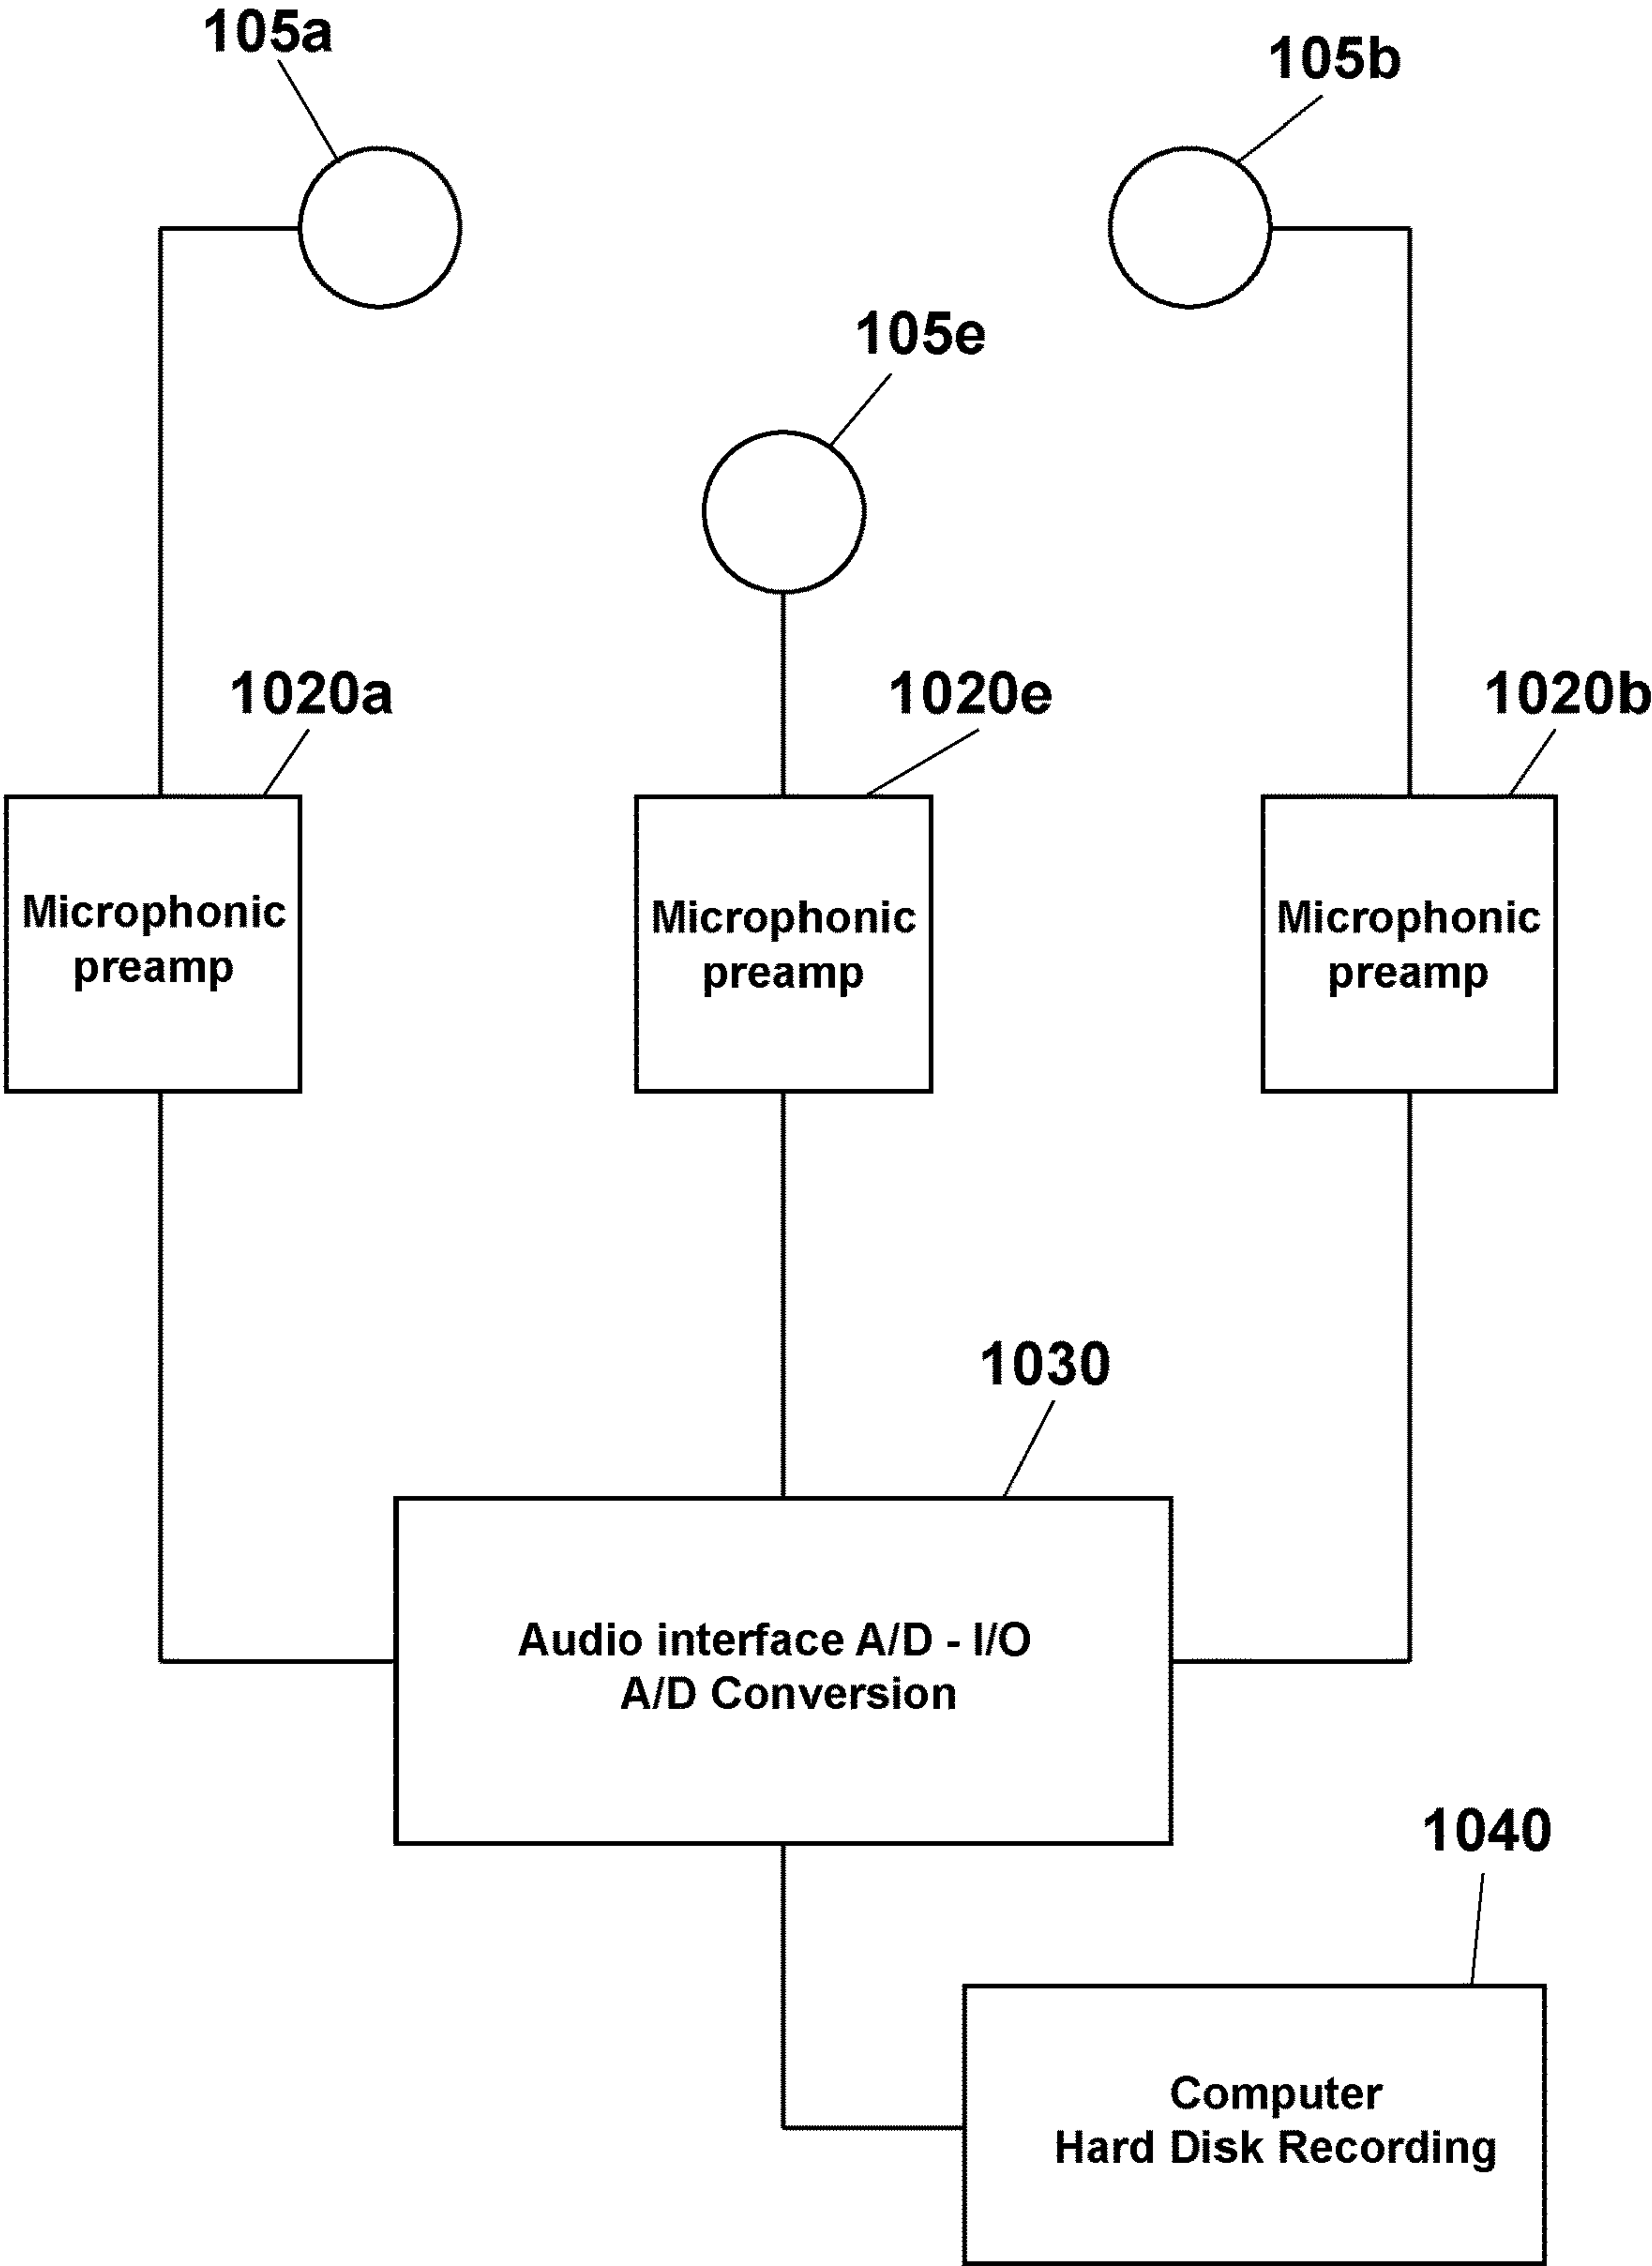 105a
105b
105e
1020a
1020e
1020b
Microphonic
preamp
Microphonic
preamp
Microphonic
preamp
1030
Audio interface A/D - I/O
A/D Conversion
1040
Computer
Hard Disk Recording